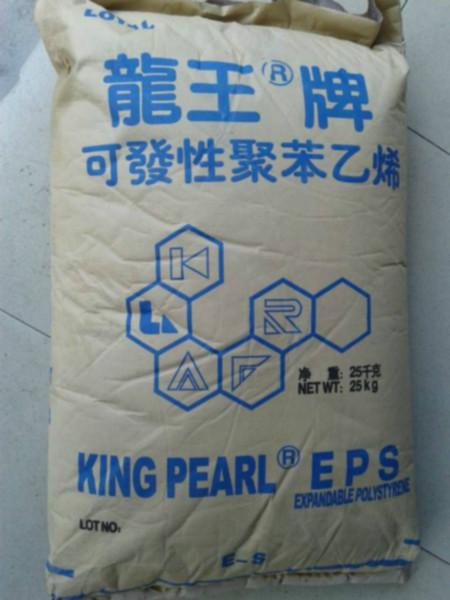 LOYAL
龍王®牌
可發性聚苯乙烯
K
L R
A F
净 重: 25千克
NET WT: 25kg
KING PEARL® EPS
EXPANDABLE POLYSTYRENE
LOT NO:
E-S